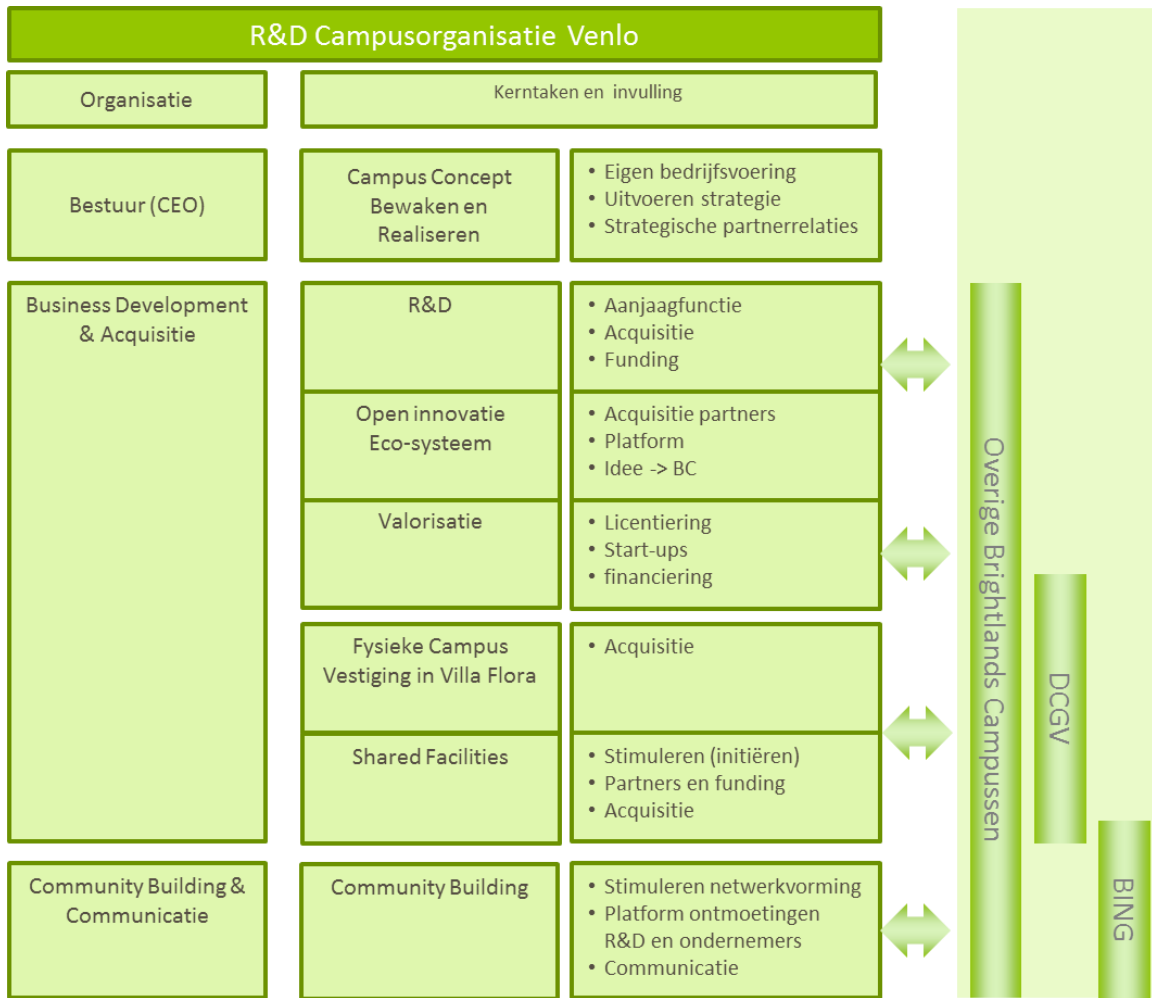 R&D Campusorganisatie Venlo
Organisatie
Kerntaken en invulling
Bestuur (CEO)
Campus Concept
Bewaken en
Realiseren
• Eigen bedrijfsvoering
• Uitvoeren strategie
• Strategische partnerrelaties
Business Development
& Acquisitie
R&D
• Aanjaagfunctie
• Acquisitie
• Funding
Open innovatie
Eco-systeem
• Acquisitie partners
• Platform
• Idee -> BC
Valorisatie
• Licentiering
• Start-ups
• financiering
Fysieke Campus
Vestiging in Villa Flora
• Acquisitie
Shared Facilities
• Stimuleren (initiëren)
• Partners en funding
• Acquisitie
Community Building &
Communicatie
Community Building
• Stimuleren netwerkvorming
• Platform ontmoetingen
R&D en ondernemers
• Communicatie
Overige Brightlands Campussen
DCGV
BING